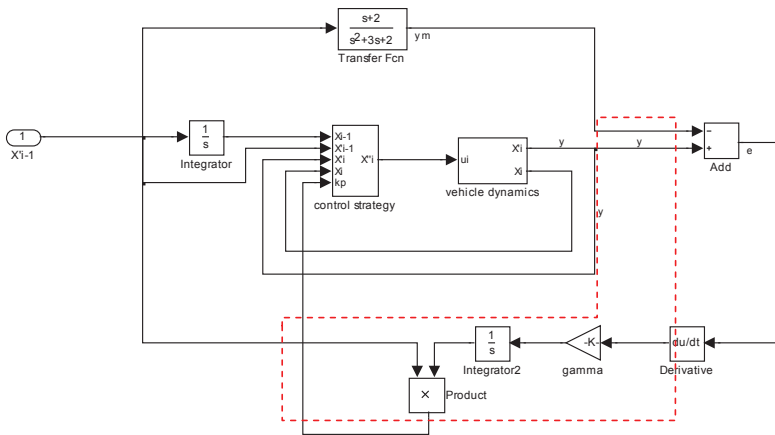 s+2
s²+3s+2
Transfer Fcn
ym
1
X'i-1
1
s
Integrator
Xi-1
X'i-1
X'i
Xi
kp
X''i
control strategy
ui
X'i
Xi
vehicle dynamics
y
y
y
−
+
Add
e
1
s
Integrator2
-K-
gamma
du/dt
Derivative
×
Product